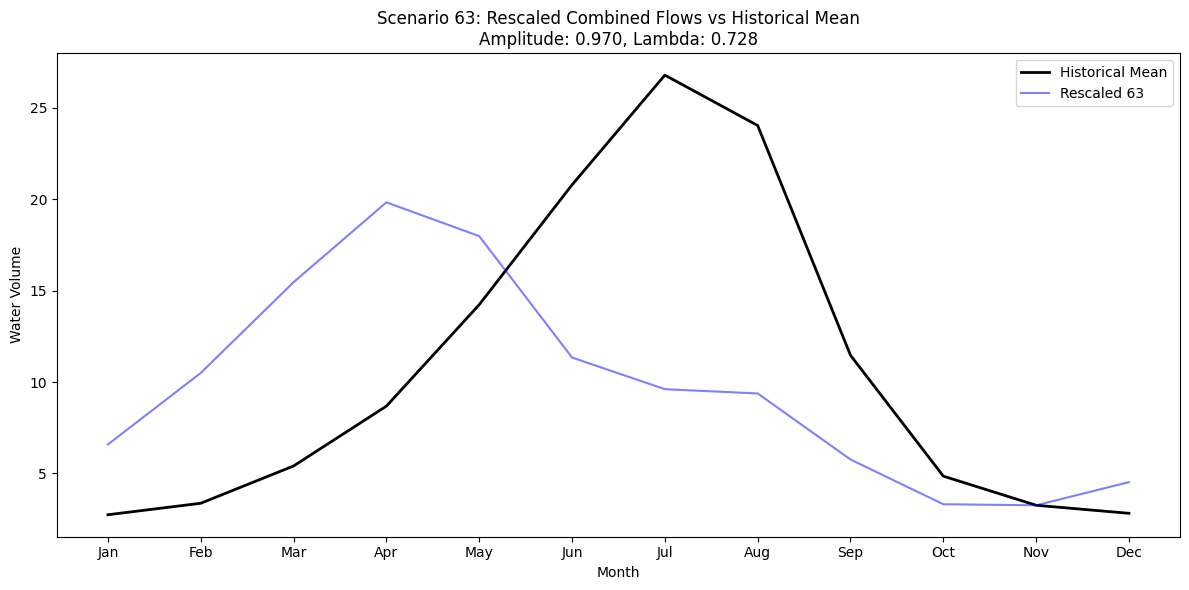 Scenario 63: Rescaled Combined Flows vs Historical Mean
Amplitude: 0.970, Lambda: 0.728
Historical Mean
Rescaled 63
Water Volume
25
20
15
10
5
Jan Feb Mar Apr May Jun Jul Aug Sep Oct Nov Dec
Month